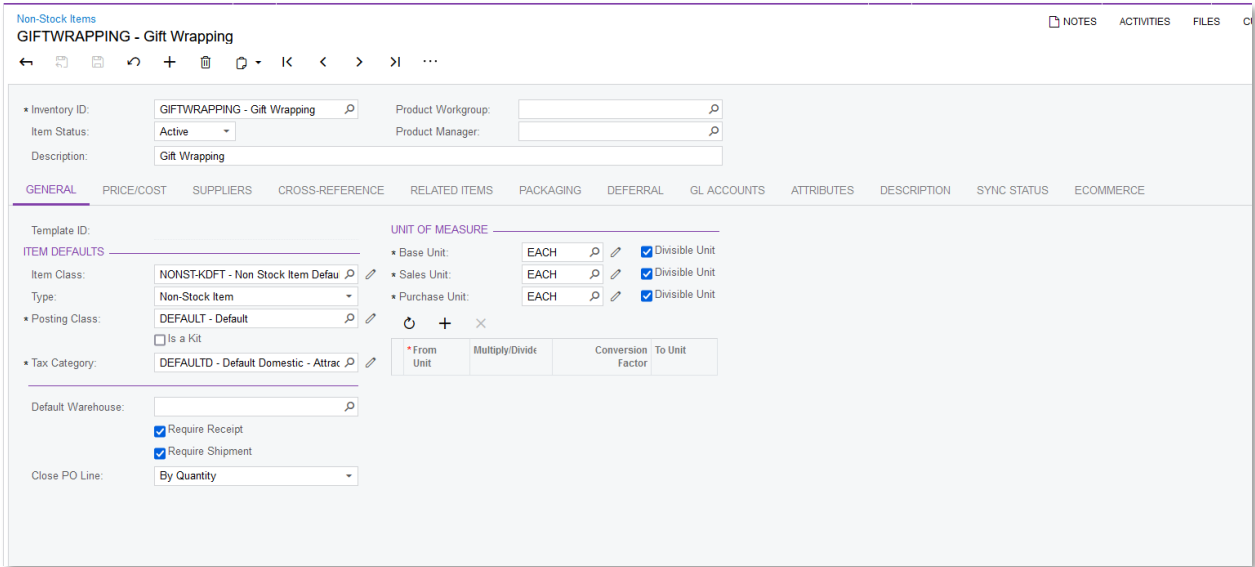 Non-Stock Items
GIFTWRAPPING - Gift Wrapping
NOTES ACTIVITIES FILES
* Inventory ID: GIFTWRAPPING - Gift Wrapping Product Workgroup:
Item Status: Active Product Manager:
Description: Gift Wrapping
GENERAL PRICE/COST SUPPLIERS CROSS-REFERENCE RELATED ITEMS PACKAGING DEFERRAL GL ACCOUNTS ATTRIBUTES DESCRIPTION SYNC STATUS ECOMMERCE
Template ID:
ITEM DEFAULTS
Item Class: NONST-KDFT - Non Stock Item Defau
Type: Non-Stock Item
* Posting Class: DEFAULT - Default
Is a Kit
* Tax Category: DEFAULTD - Default Domestic - Attrac
Default Warehouse:
Require Receipt
Require Shipment
Close PO Line: By Quantity
UNIT OF MEASURE
* Base Unit: EACH Divisible Unit
* Sales Unit: EACH Divisible Unit
* Purchase Unit: EACH Divisible Unit
* From Unit Multiply/Divide Conversion Factor To Unit